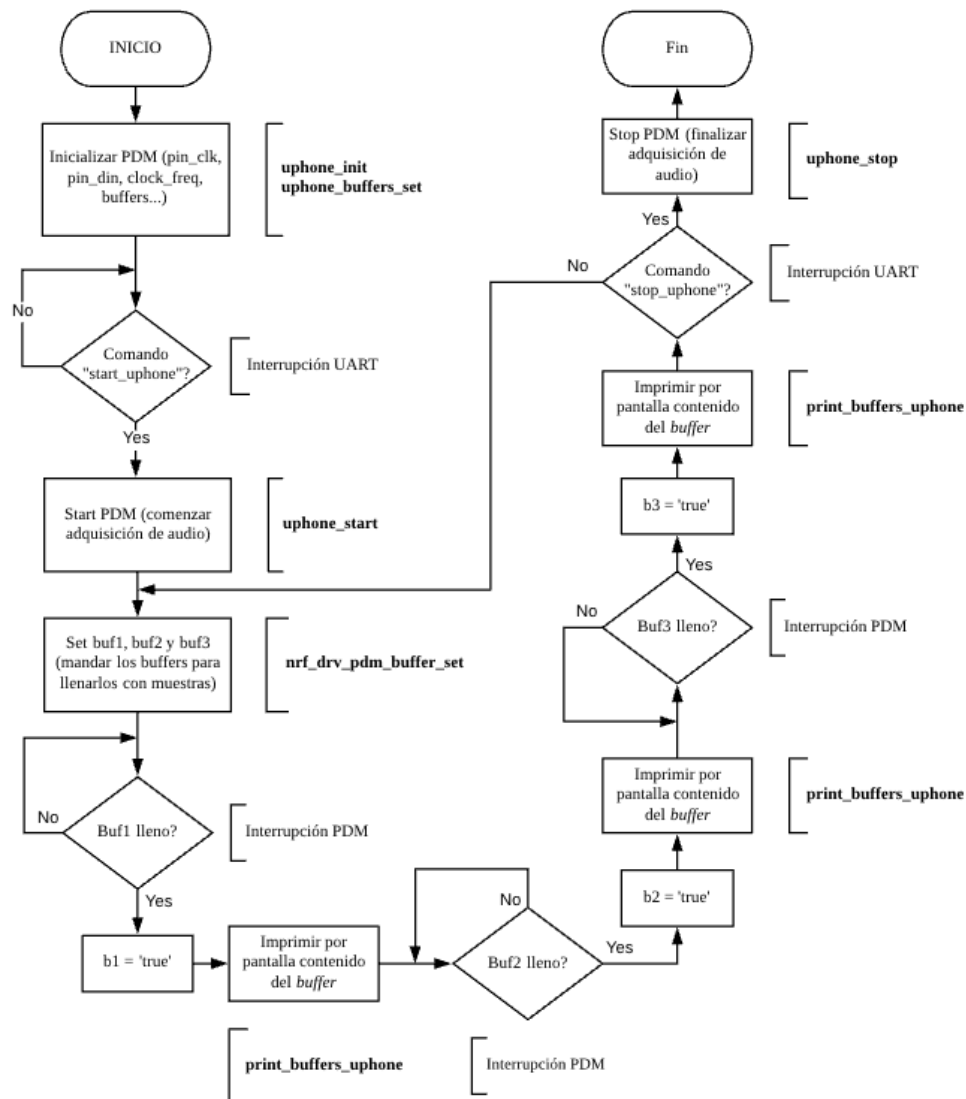 INICIO
Inicializar PDM (pin_clk,
pin_din, clock_freq,
buffers...)
uphone_init
uphone_buffers_set
No
Comando
"start_uphone"?
Interrupción UART
Yes
Start PDM (comenzar
adquisición de audio)
uphone_start
Set buf1, buf2 y buf3
(mandar los buffers para
llenarlos con muestras)
nrf_drv_pdm_buffer_set
No
Buf1 lleno?
Interrupción PDM
Yes
b1 = 'true'
Imprimir por
pantalla contenido
del buffer
print_buffers_uphone
No
Buf2 lleno?
Interrupción PDM
Yes
b2 = 'true'
Imprimir por
pantalla contenido
del buffer
print_buffers_uphone
No
Buf3 lleno?
Interrupción PDM
Yes
b3 = 'true'
Imprimir por
pantalla contenido
del buffer
print_buffers_uphone
No
Comando
"stop_uphone"?
Interrupción UART
Yes
Stop PDM (finalizar
adquisición de
audio)
uphone_stop
Fin